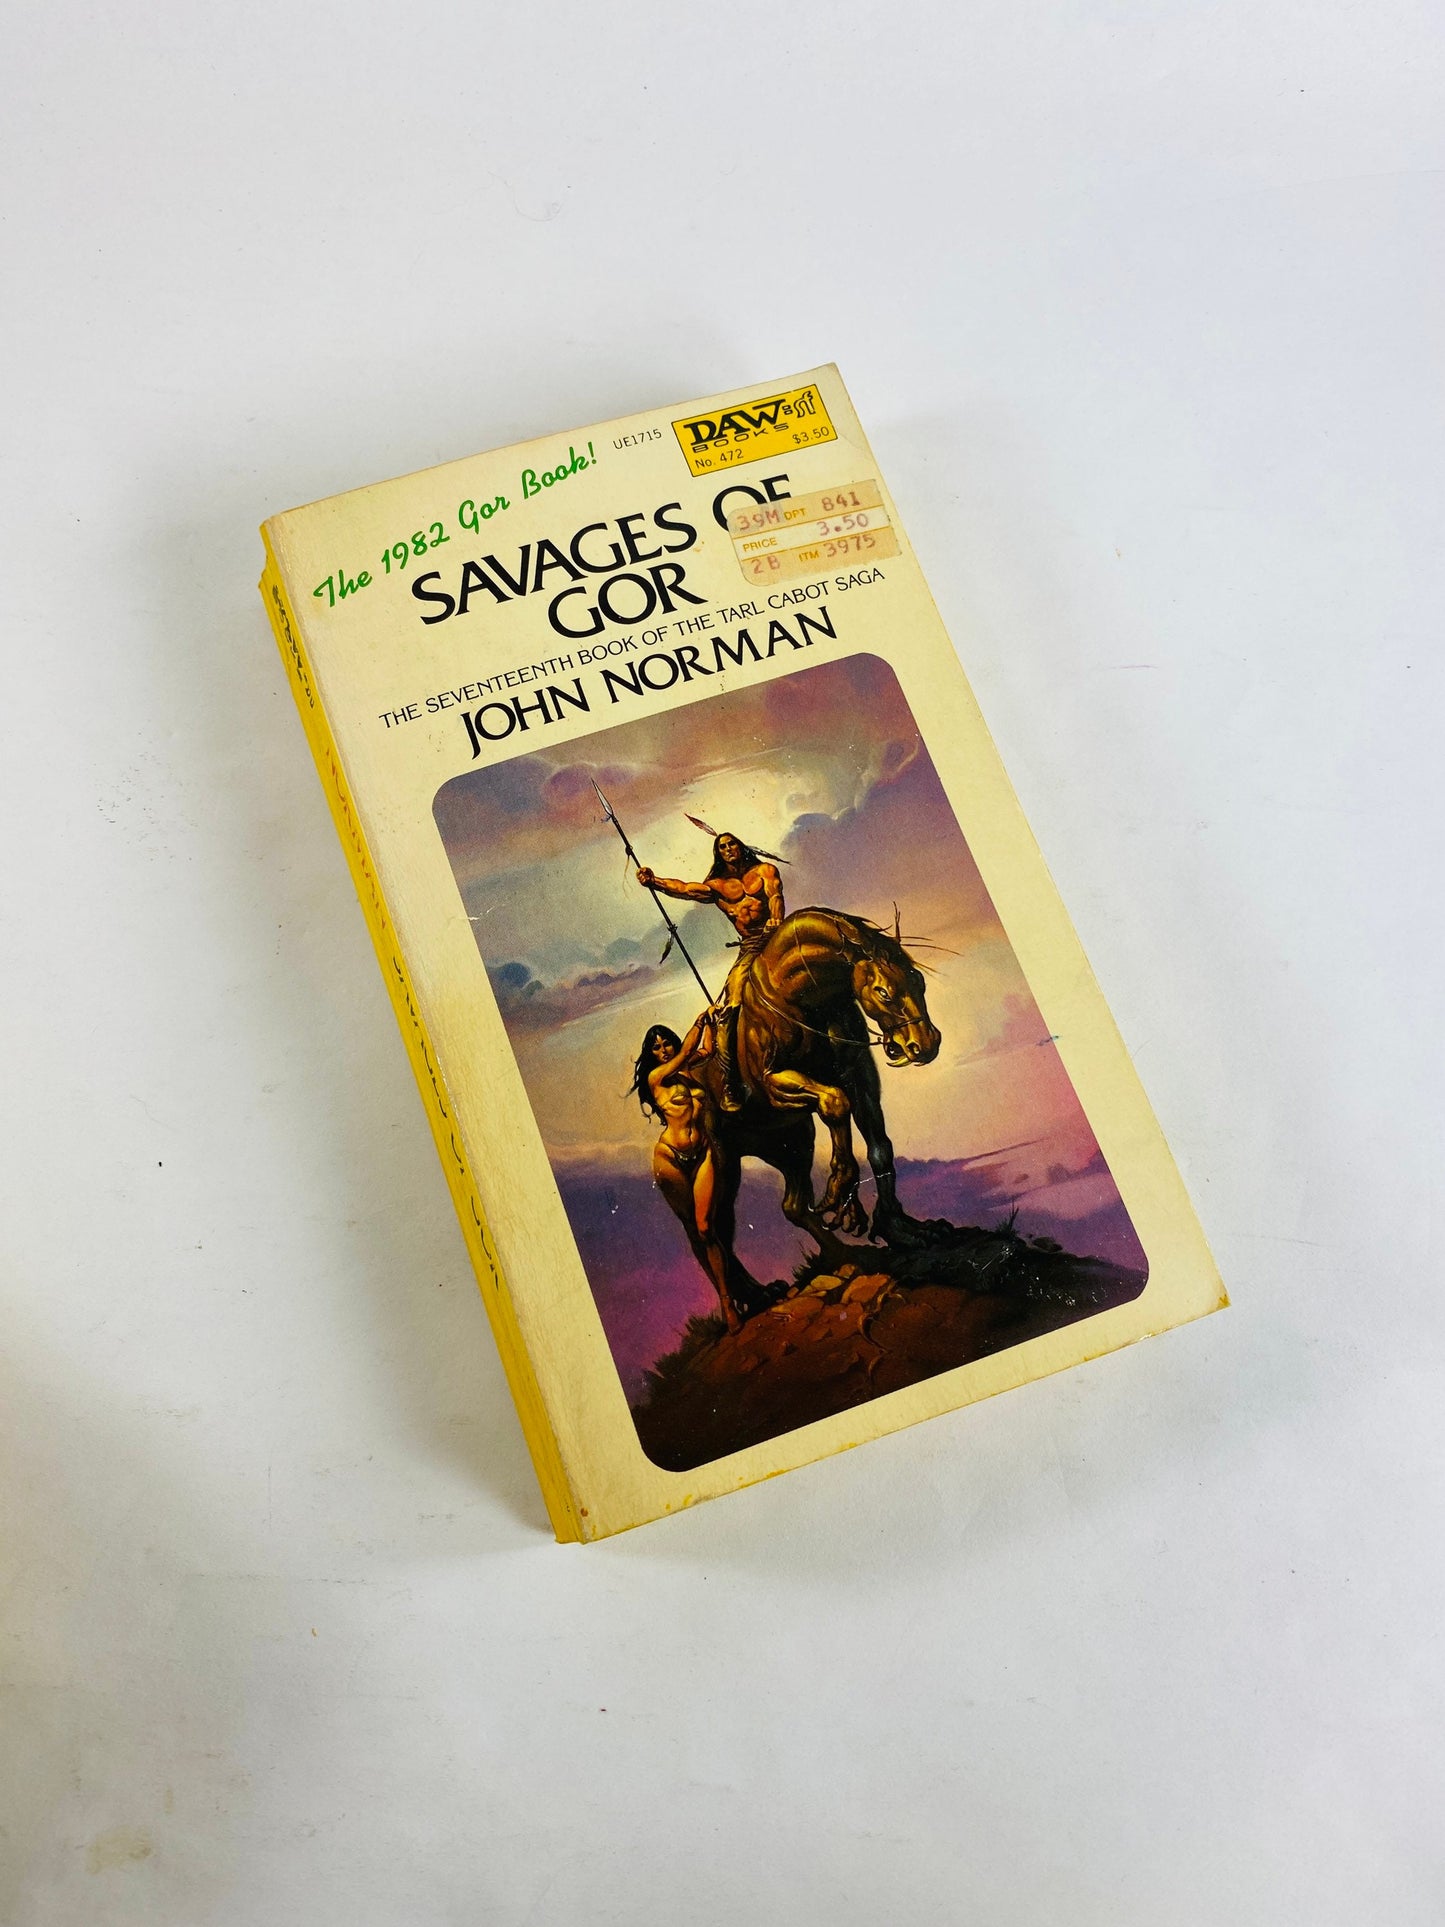 The 1982 Gor Book!
UE1715
DAW:sf
BOOKS
No. 472
$3.50
SAVAGES OF
GOR
39M DPT 841
PRICE 3.50
2B ITM 3975
THE SEVENTEENTH BOOK OF THE TARL CABOT SAGA
JOHN NORMAN